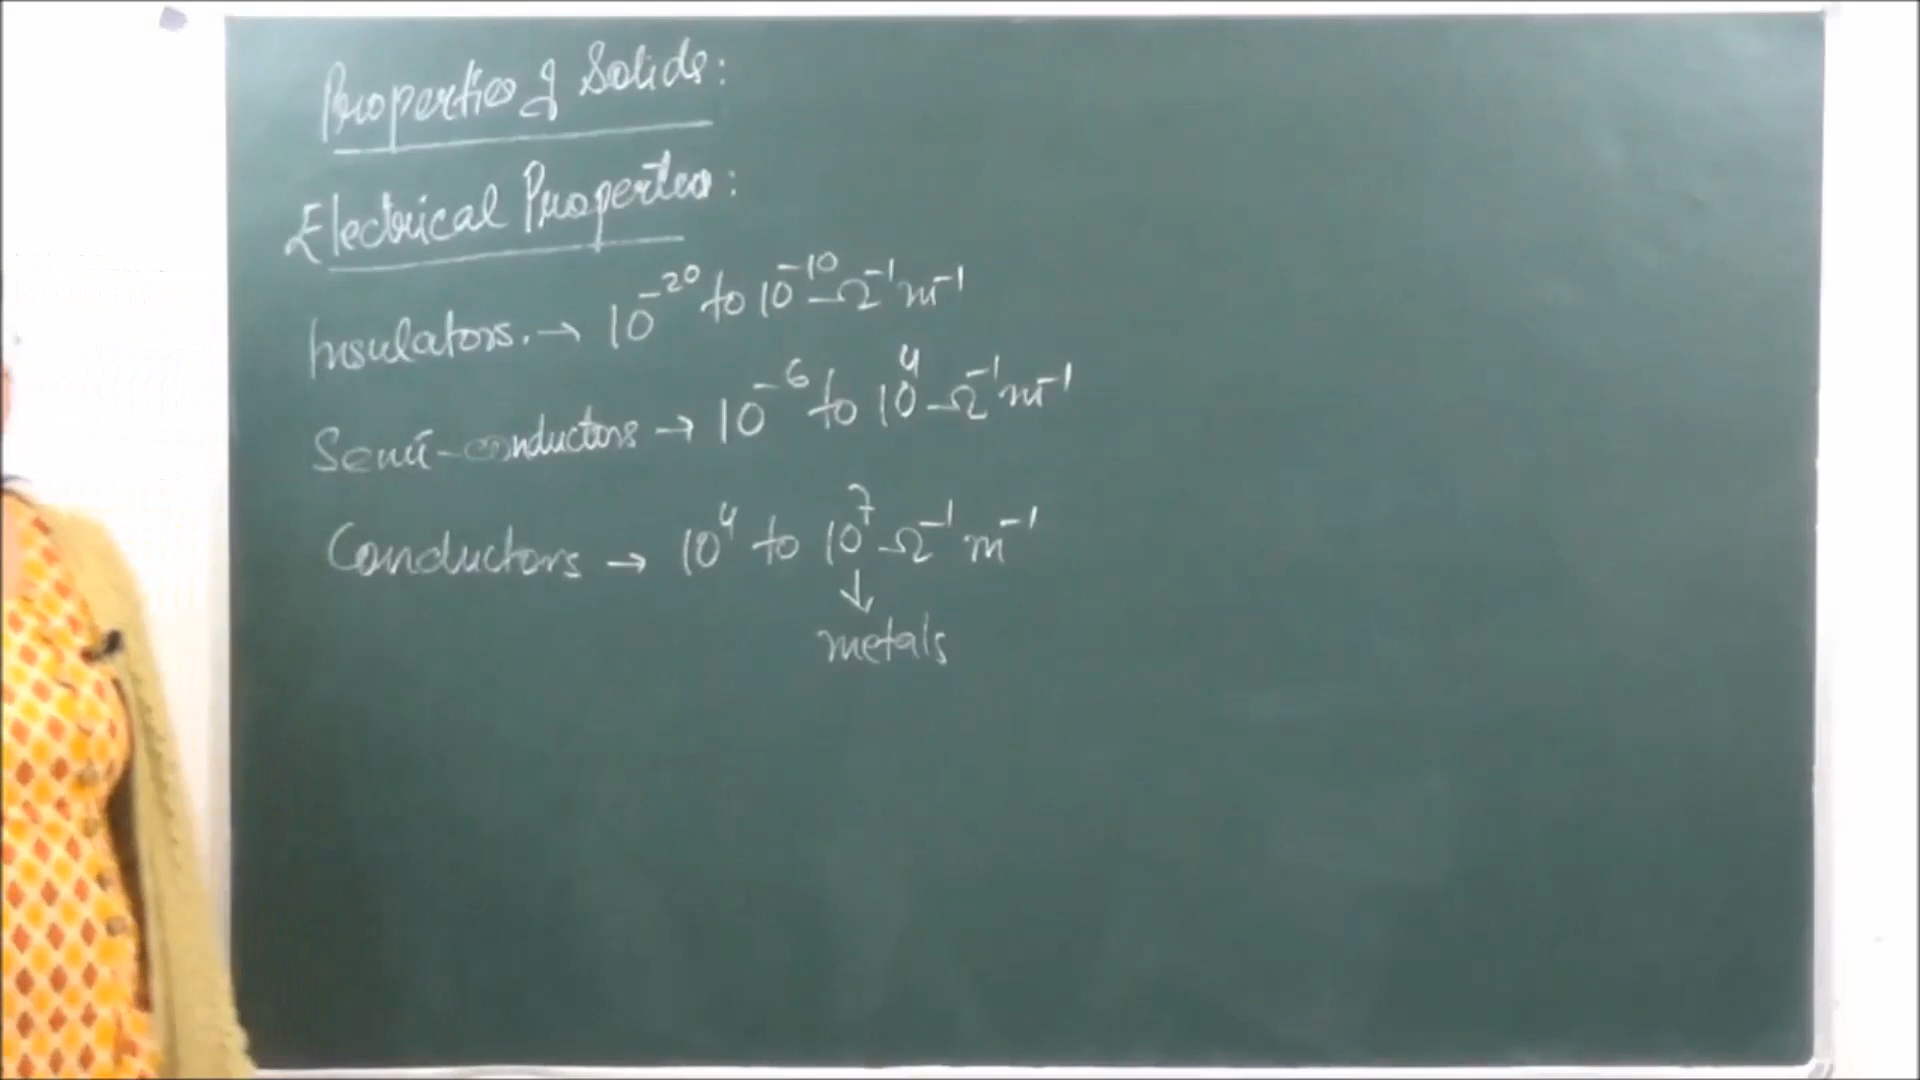 Properties of Solids:
Electrical Properties:
Insulators. → 10⁻²⁰ to 10⁻¹⁰ Ω⁻¹ m⁻¹
Semi-conductors → 10⁻⁶ to 10⁴ Ω⁻¹ m⁻¹
Conductors → 10⁴ to 10⁷ Ω⁻¹ m⁻¹
↓
metals